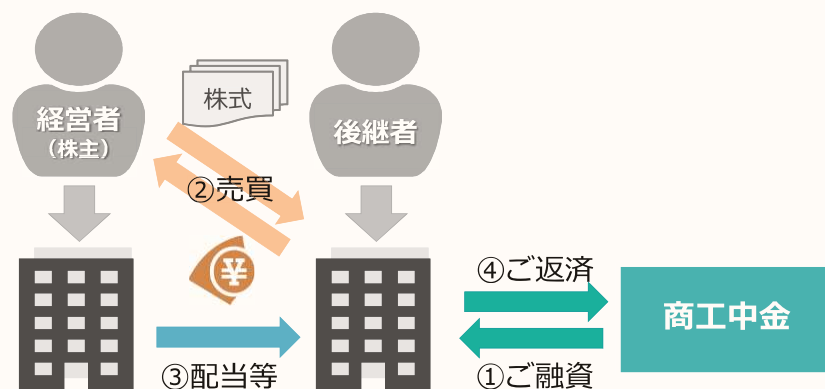 経営者
（株主）
株式
後継者
②売買
¥
④ご返済
商工中金
③配当等
①ご融資